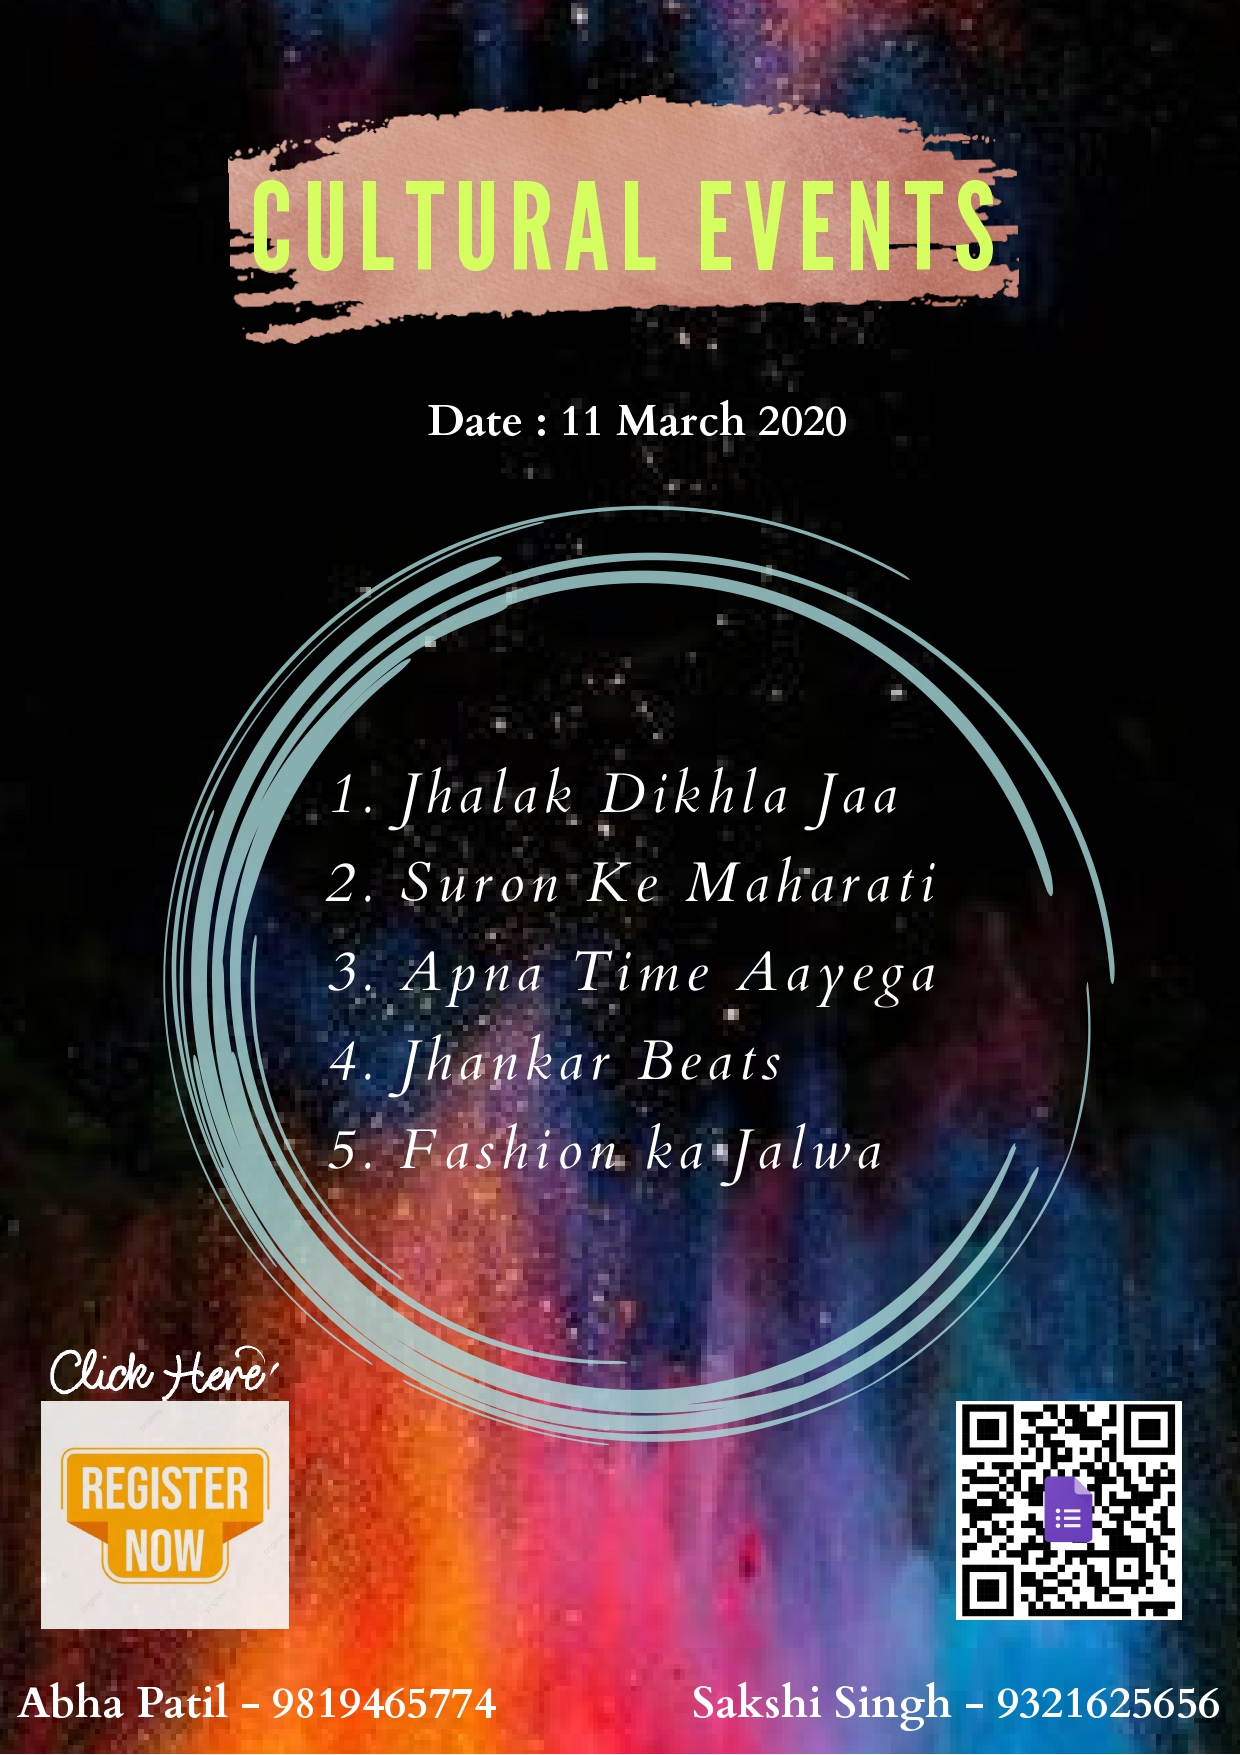 CULTURAL EVENTS
Date : 11 March 2020
1. Jhalak Dikhla Jaa
2. Suron Ke Maharati
3. Apna Time Aayega
4. Jhankar Beats
5. Fashion ka Jalwa
Click Here
REGISTER
NOW
Abha Patil - 9819465774
Sakshi Singh - 9321625656